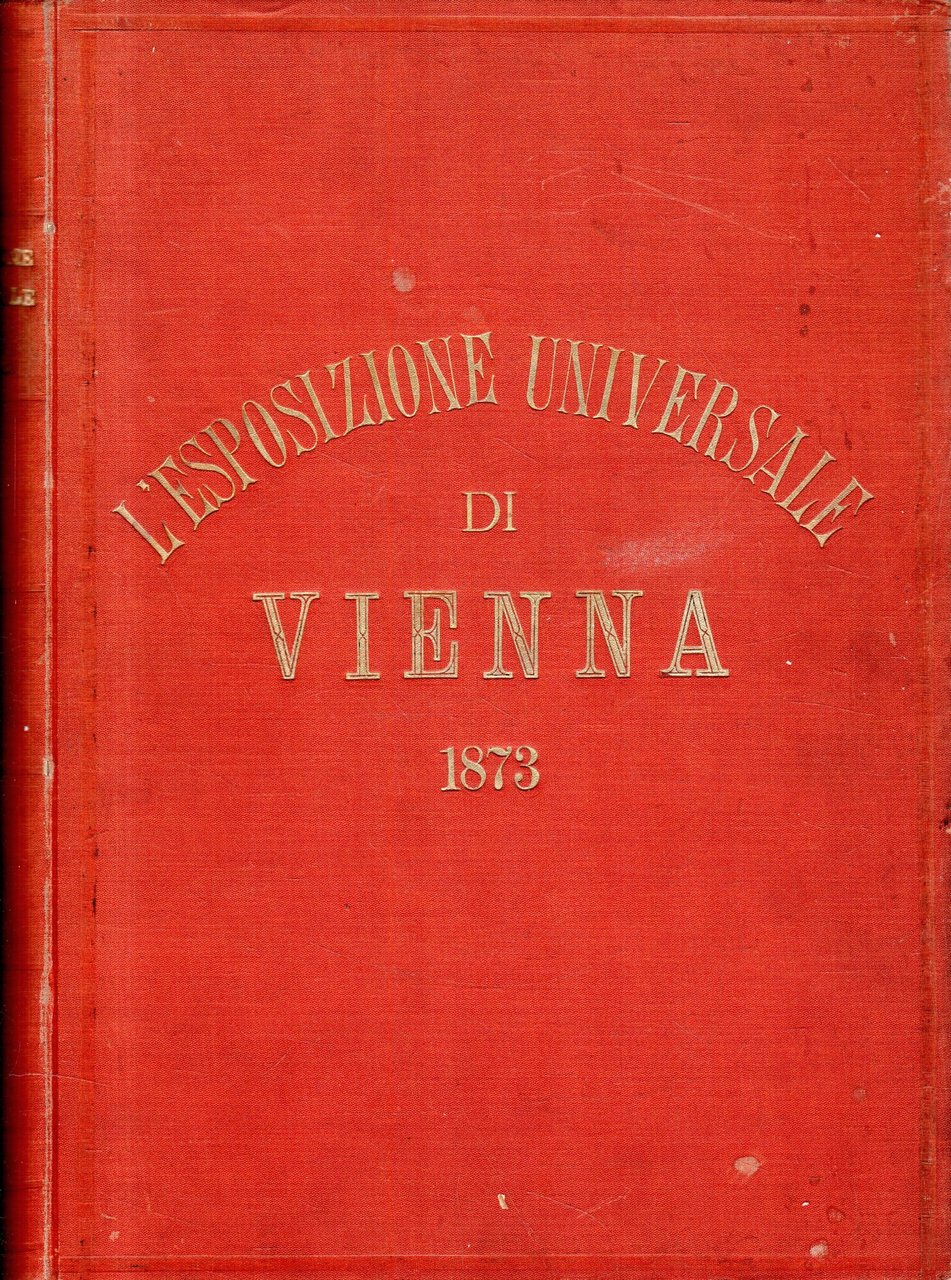 L'ESPOSIZIONE UNIVERSALE
DI
VIENNA
1873